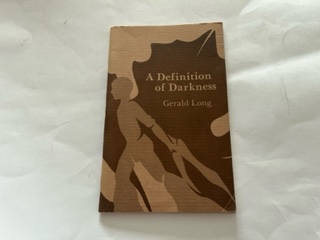 A Definition
of Darkness
Gerald Long